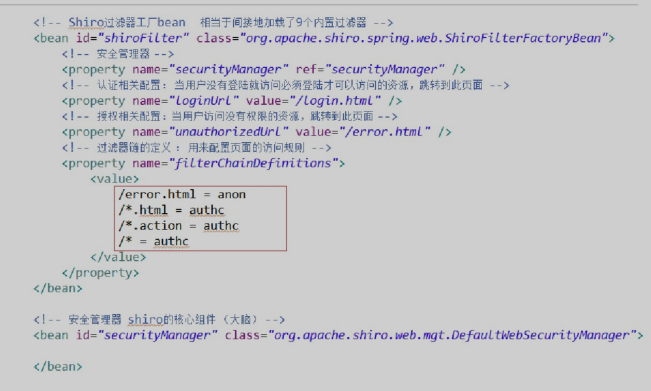 <!-- Shiro过滤器工厂bean 相当于间接地加载了9个内置过滤器 -->
<bean id="shiroFilter" class="org.apache.shiro.spring.web.ShiroFilterFactoryBean">
<!-- 安全管理器 -->
<property name="securityManager" ref="securityManager" />
<!-- 认证相关配置：当用户没有登陆就访问必须登陆才可以访问的资源，跳转到此页面 -->
<property name="loginUrl" value="/login.html" />
<!-- 授权相关配置：当用户访问没有权限的资源，跳转到此页面 -->
<property name="unauthorizedUrl" value="/error.html" />
<!-- 过滤器链的定义 ：用来配置页面的访问规则 -->
<property name="filterChainDefinitions">
<value>
/error.html = anon
/*.html = authc
/*.action = authc
/* = authc
</value>
</property>
</bean>
<!-- 安全管理器 shiro的核心组件（大脑）-->
<bean id="securityManager" class="org.apache.shiro.web.mgt.DefaultWebSecurityManager">
</bean>